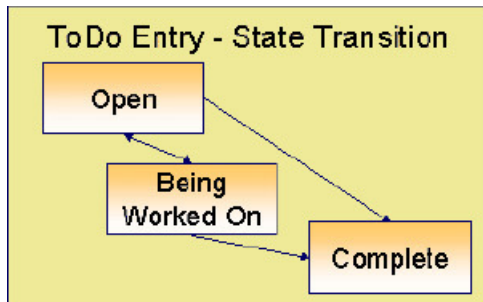 ToDo Entry - State Transition
Open
Being
Worked On
Complete